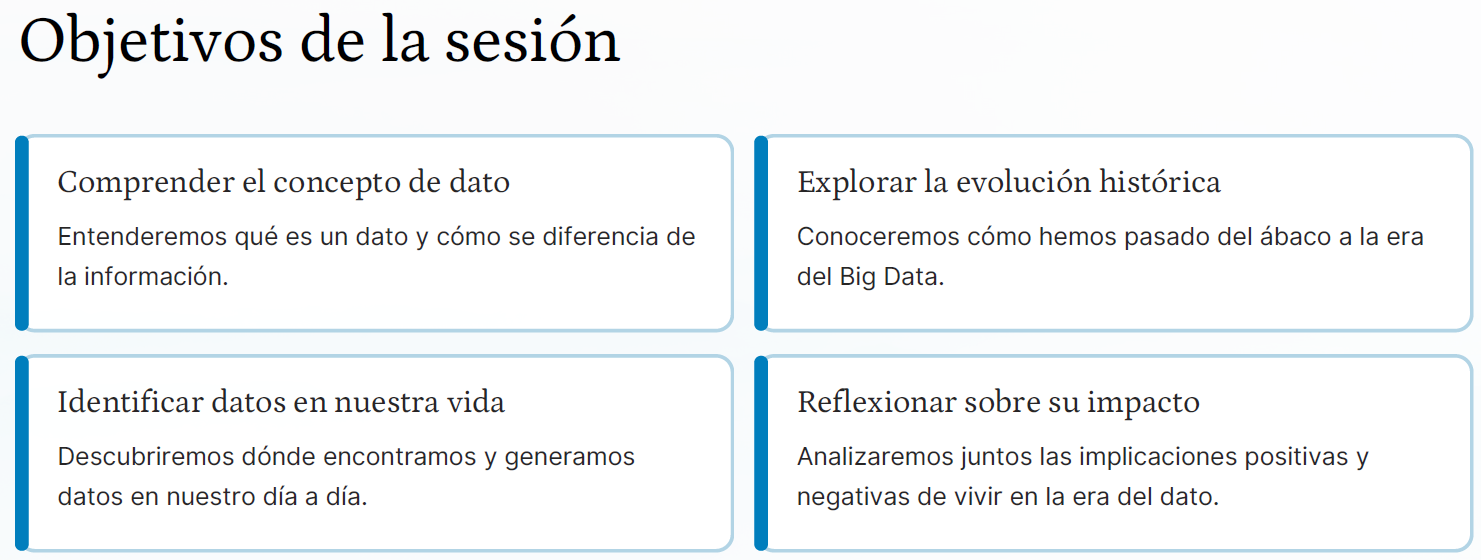 Objetivos de la sesión
Comprender el concepto de dato
Entenderemos qué es un dato y cómo se diferencia de
la información.
Explorar la evolución histórica
Conoceremos cómo hemos pasado del ábaco a la era
del Big Data.
Identificar datos en nuestra vida
Descubriremos dónde encontramos y generamos
datos en nuestro día a día.
Reflexionar sobre su impacto
Analizaremos juntos las implicaciones positivas y
negativas de vivir en la era del dato.